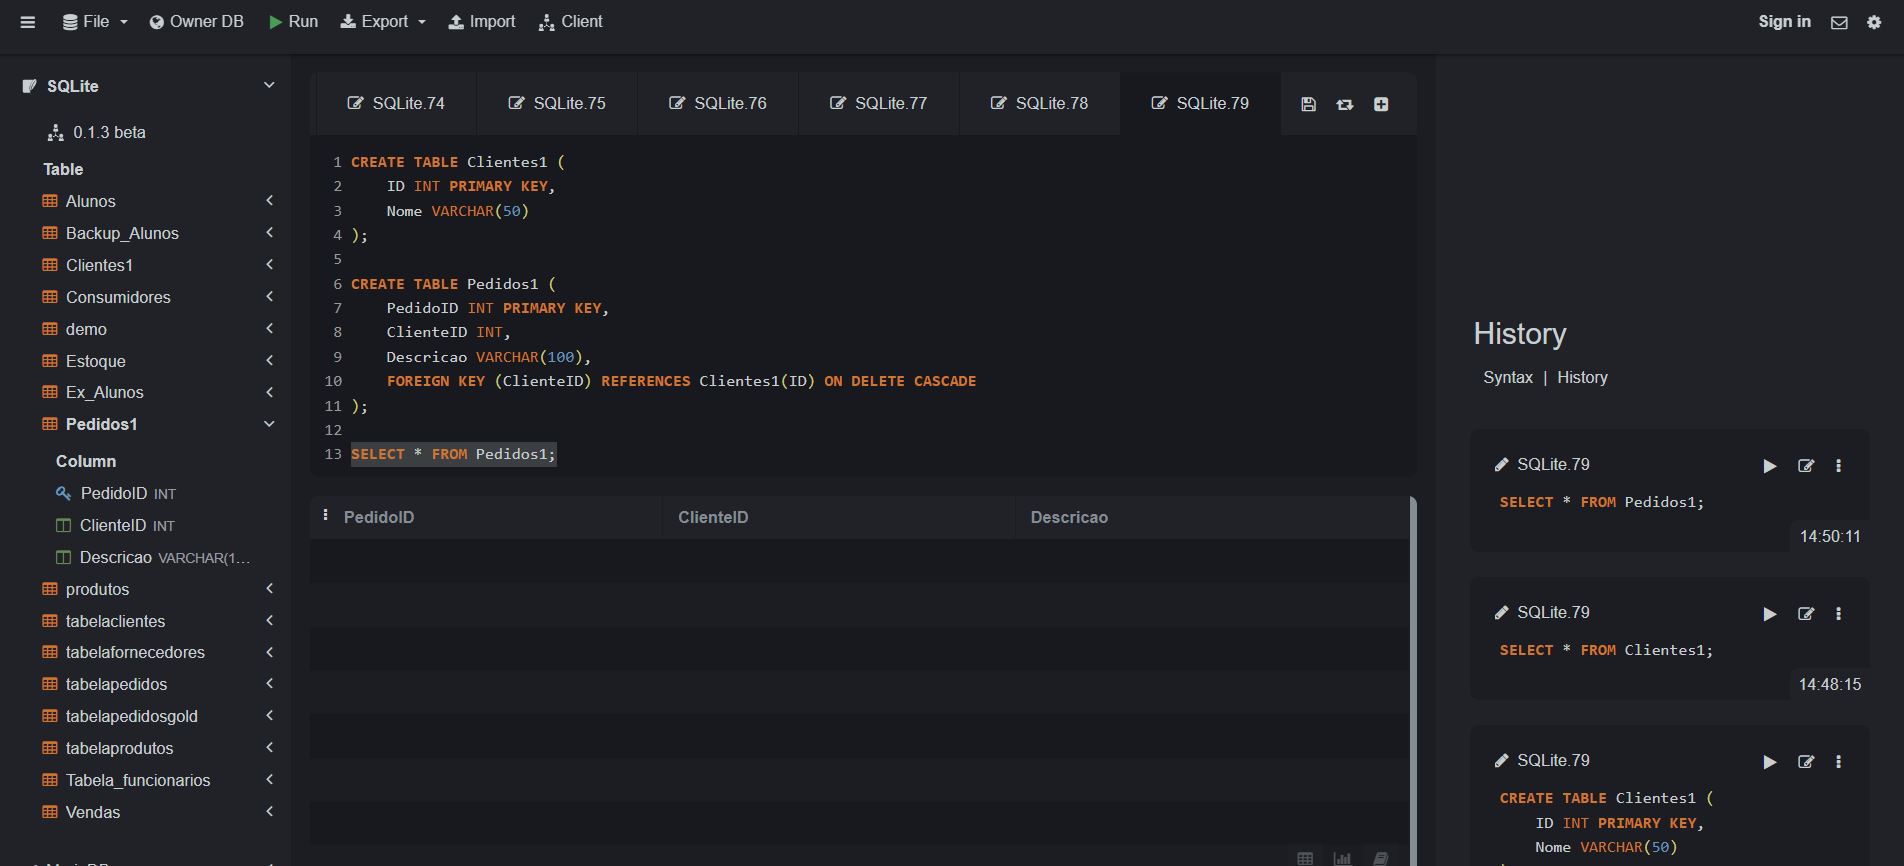 File Owner DB Run Export Import Client Sign in
SQLite
0.1.3 beta
Table
Alunos
Backup_Alunos
Clientes1
Consumidores
demo
Estoque
Ex_Alunos
Pedidos1
Column
PedidoID INT
ClienteID INT
Descricao VARCHAR(1...
produtos
tabelaclientes
tabelafornecedores
tabelapedidos
tabelapedidosgold
tabelaprodutos
Tabela_funcionarios
Vendas
SQLite.74 SQLite.75 SQLite.76 SQLite.77 SQLite.78 SQLite.79
1 CREATE TABLE Clientes1 (
2 ID INT PRIMARY KEY,
3 Nome VARCHAR(50)
4 );
5
6 CREATE TABLE Pedidos1 (
7 PedidoID INT PRIMARY KEY,
8 ClienteID INT,
9 Descricao VARCHAR(100),
10 FOREIGN KEY (ClienteID) REFERENCES Clientes1(ID) ON DELETE CASCADE
11 );
12
13 SELECT * FROM Pedidos1;
PedidoID ClienteID Descricao
History
Syntax | History
SQLite.79
SELECT * FROM Pedidos1;
14:50:11
SQLite.79
SELECT * FROM Clientes1;
14:48:15
SQLite.79
CREATE TABLE Clientes1 (
ID INT PRIMARY KEY,
Nome VARCHAR(50)